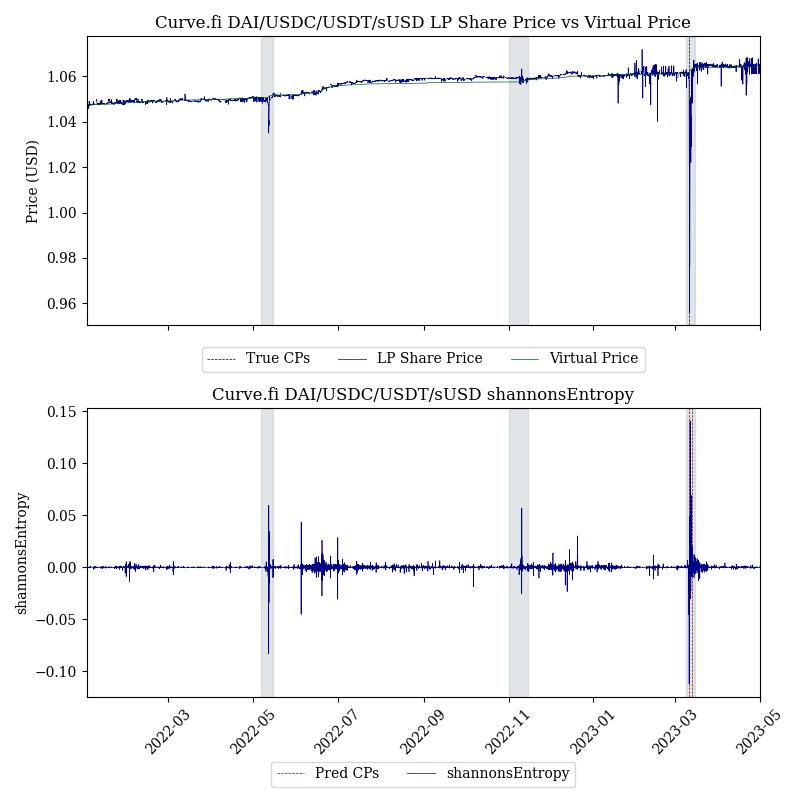 Curve.fi DAI/USDC/USDT/sUSD LP Share Price vs Virtual Price
1.06
1.04
1.02
1.00
0.98
0.96
Price (USD)
True CPs LP Share Price Virtual Price
Curve.fi DAI/USDC/USDT/sUSD shannonsEntropy
0.15
0.10
0.05
0.00
−0.05
−0.10
shannonsEntropy
2022-03 2022-05 2022-07 2022-09 2022-11 2023-01 2023-03 2023-05
Pred CPs shannonsEntropy